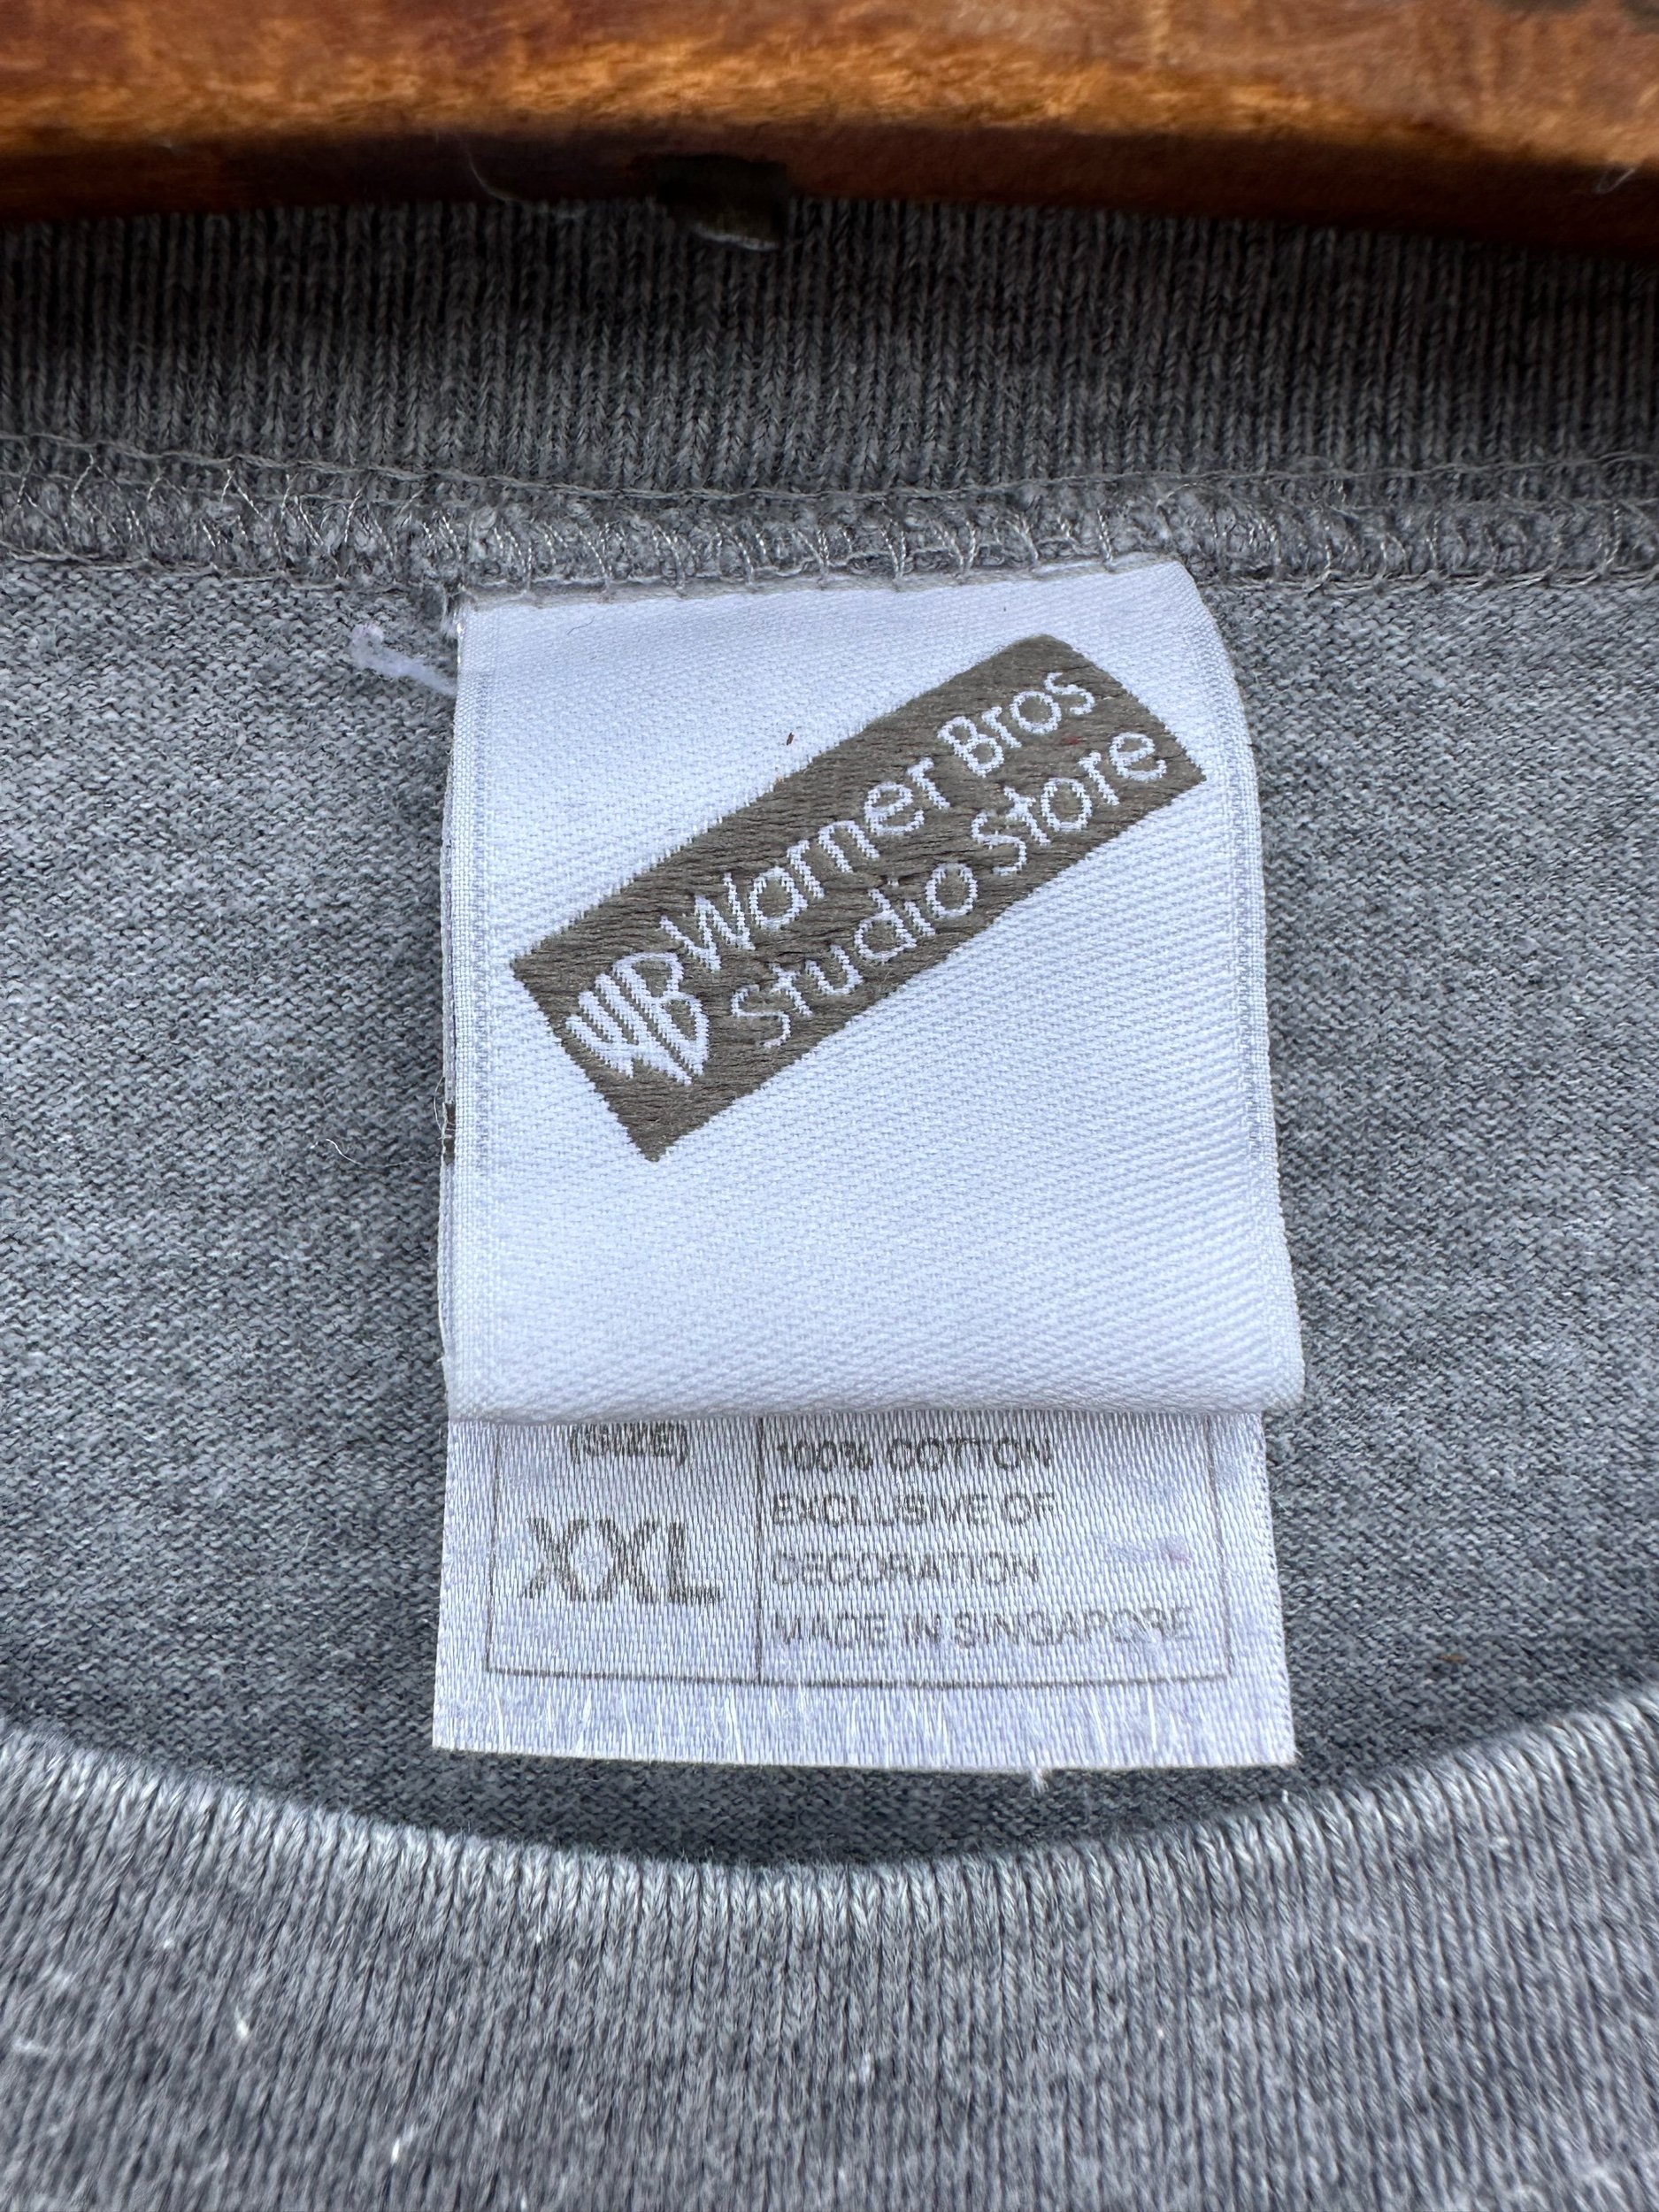 WB Warner Bros
Studio Store
(SIZE)
XXL
100% COTTON
EXCLUSIVE OF
DECORATION
MADE IN SINGAPORE